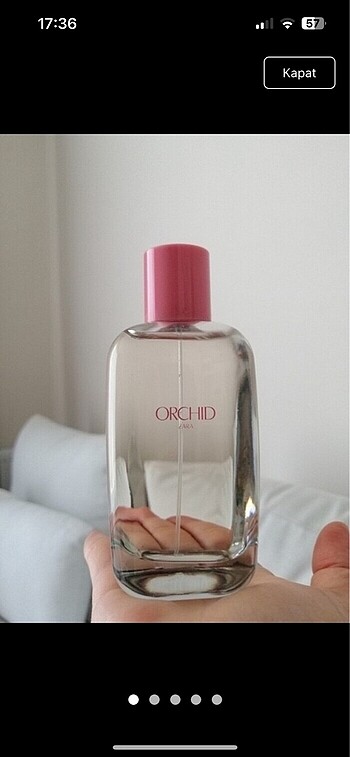 17:36
57
Kapat
ORCHID
ZARA